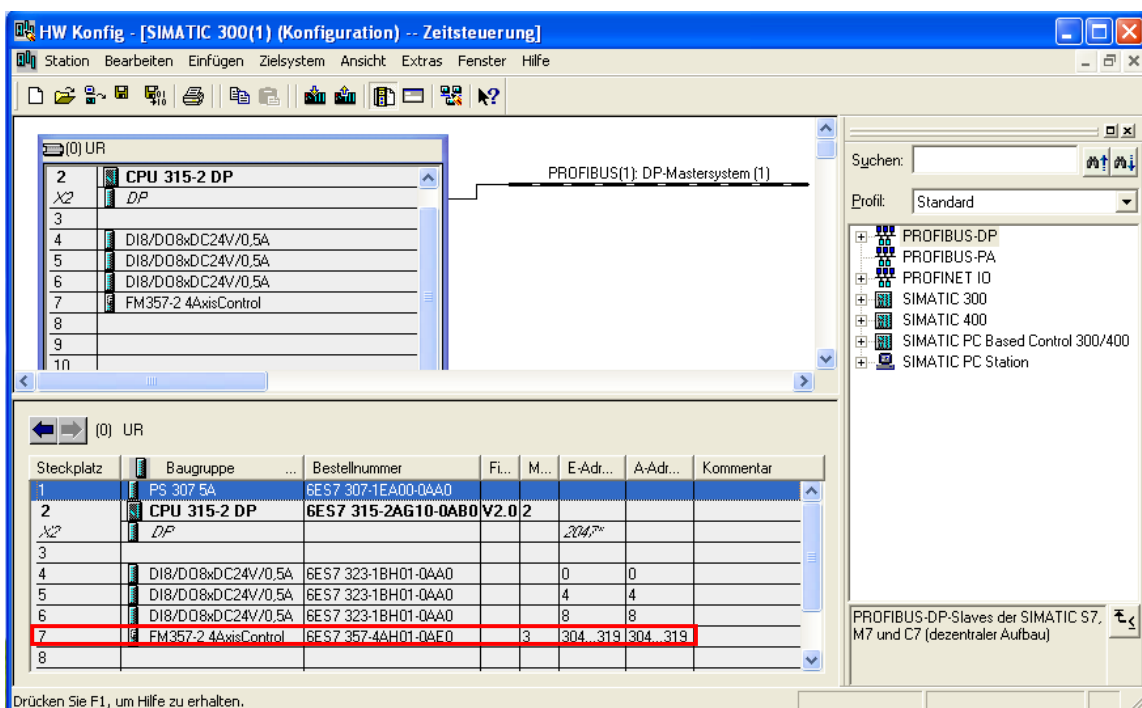 HW Konfig - [SIMATIC 300(1) (Konfiguration) -- Zeitsteuerung]
Station Bearbeiten Einfügen Zielsystem Ansicht Extras Fenster Hilfe
(0) UR
2 CPU 315-2 DP
X2 DP
3
4 DI8/DO8xDC24V/0,5A
5 DI8/DO8xDC24V/0,5A
6 DI8/DO8xDC24V/0,5A
7 FM357-2 4AxisControl
8
9
10
PROFIBUS(1): DP-Mastersystem (1)
Suchen:
Profil: Standard
PROFIBUS-DP
PROFIBUS-PA
PROFINET IO
SIMATIC 300
SIMATIC 400
SIMATIC PC Based Control 300/400
SIMATIC PC Station
(0) UR
Steckplatz Baugruppe ... Bestellnummer Fi... M... E-Adr... A-Adr... Kommentar
1 PS 307 5A 6ES7 307-1EA00-0AA0
2 CPU 315-2 DP 6ES7 315-2AG10-0AB0 V2.0 2
X2 DP 2047*
3
4 DI8/DO8xDC24V/0,5A 6ES7 323-1BH01-0AA0 0 0
5 DI8/DO8xDC24V/0,5A 6ES7 323-1BH01-0AA0 4 4
6 DI8/DO8xDC24V/0,5A 6ES7 323-1BH01-0AA0 8 8
7 FM357-2 4AxisControl 6ES7 357-4AH01-0AE0 3 304...319 304...319
8
PROFIBUS-DP-Slaves der SIMATIC S7,
M7 und C7 (dezentraler Aufbau)
Drücken Sie F1, um Hilfe zu erhalten.